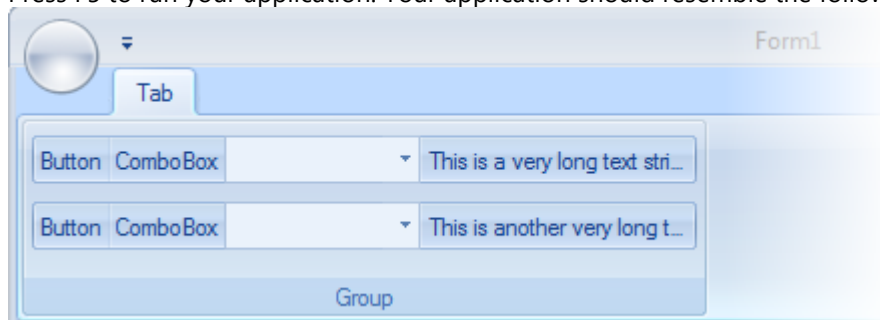 Press F5 to run your application. Your application should resemble the follow
Form1
Tab
Button ComboBox This is a very long text stri...
Button ComboBox This is another very long t...
Group